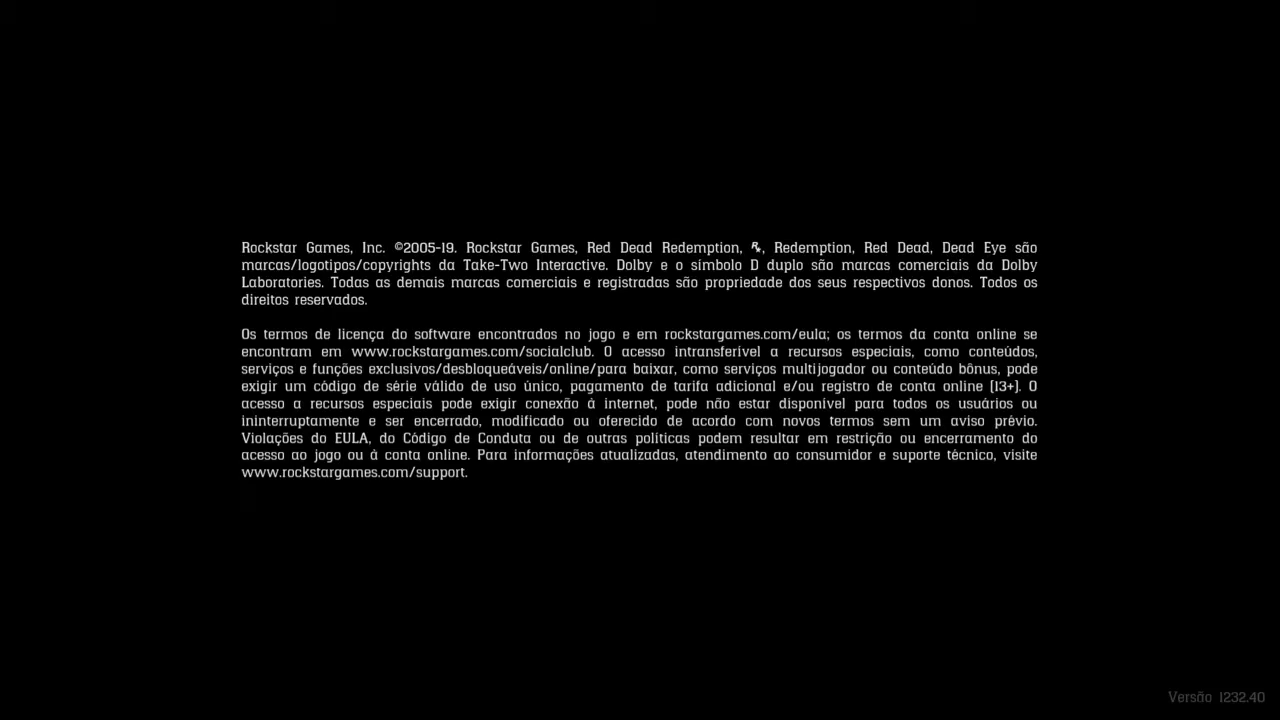 Rockstar Games, Inc. ©2005-19. Rockstar Games, Red Dead Redemption, R★, Redemption, Red Dead, Dead Eye são
marcas/logotipos/copyrights da Take-Two Interactive. Dolby e o símbolo D duplo são marcas comerciais da Dolby
Laboratories. Todas as demais marcas comerciais e registradas são propriedade dos seus respectivos donos. Todos os
direitos reservados.
Os termos de licença do software encontrados no jogo e em rockstargames.com/eula; os termos da conta online se
encontram em www.rockstargames.com/socialclub. O acesso intransferível a recursos especiais, como conteúdos,
serviços e funções exclusivos/desbloqueáveis/online/para baixar, como serviços multijogador ou conteúdo bônus, pode
exigir um código de série válido de uso único, pagamento de tarifa adicional e/ou registro de conta online (13+). O
acesso a recursos especiais pode exigir conexão à internet, pode não estar disponível para todos os usuários ou
ininterruptamente e ser encerrado, modificado ou oferecido de acordo com novos termos sem um aviso prévio.
Violações do EULA, do Código de Conduta ou de outras políticas podem resultar em restrição ou encerramento do
acesso ao jogo ou à conta online. Para informações atualizadas, atendimento ao consumidor e suporte técnico, visite
www.rockstargames.com/support.
Versão 1232.40